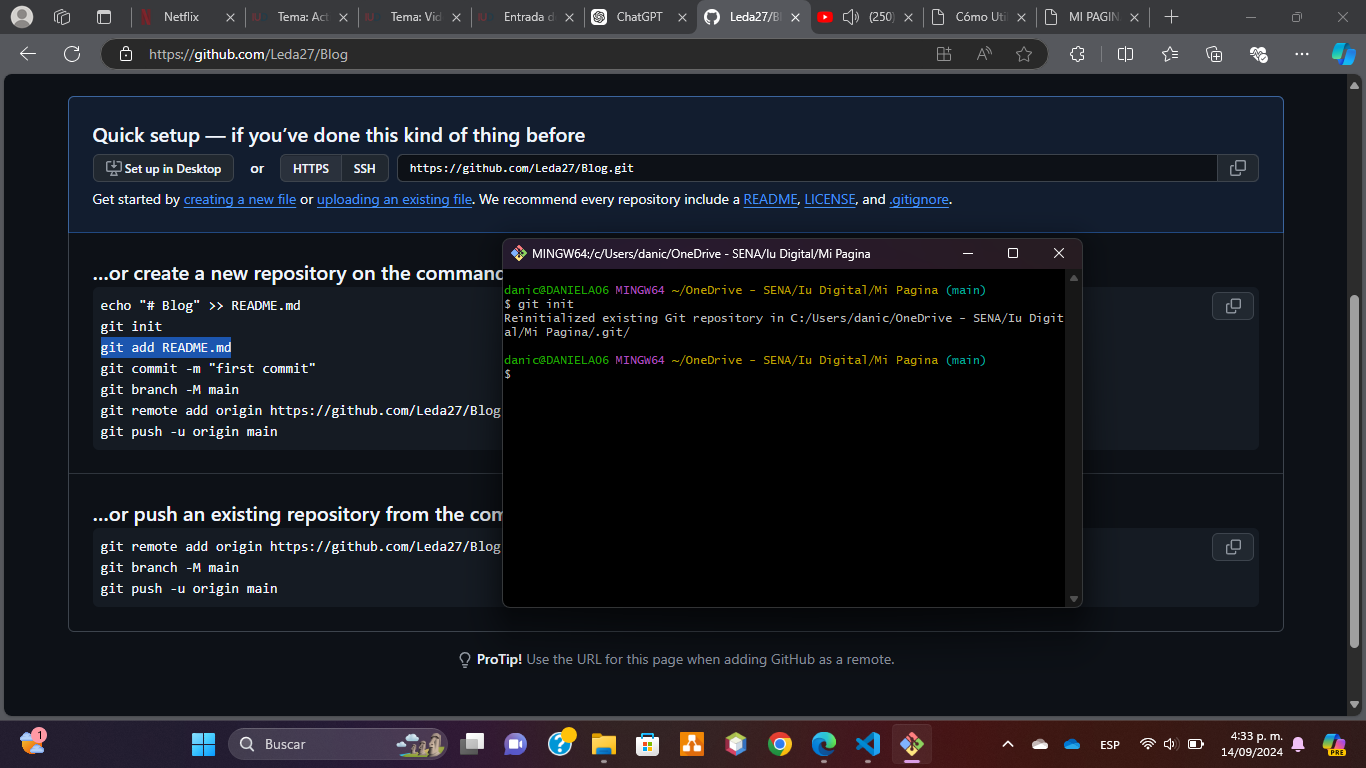 Netflix
Tema: Act
Tema: Vid
Entrada d
ChatGPT
Leda27/Bl
(250)
Cómo Uti
MI PAGIN
https://github.com/Leda27/Blog
Quick setup — if you've done this kind of thing before
Set up in Desktop or HTTPS SSH https://github.com/Leda27/Blog.git
Get started by creating a new file or uploading an existing file. We recommend every repository include a README, LICENSE, and .gitignore.
…or create a new repository on the command
echo "# Blog" >> README.md
git init
git add README.md
git commit -m "first commit"
git branch -M main
git remote add origin https://github.com/Leda27/Blog
git push -u origin main
…or push an existing repository from the com
git remote add origin https://github.com/Leda27/Blog
git branch -M main
git push -u origin main
MINGW64:/c/Users/danic/OneDrive - SENA/Iu Digital/Mi Pagina
danic@DANIELA06 MINGW64 ~/OneDrive - SENA/Iu Digital/Mi Pagina (main)
$ git init
Reinitialized existing Git repository in C:/Users/danic/OneDrive - SENA/Iu Digit
al/Mi Pagina/.git/
danic@DANIELA06 MINGW64 ~/OneDrive - SENA/Iu Digital/Mi Pagina (main)
$
ProTip! Use the URL for this page when adding GitHub as a remote.
1
Buscar
ESP
4:33 p. m.
14/09/2024
PRE